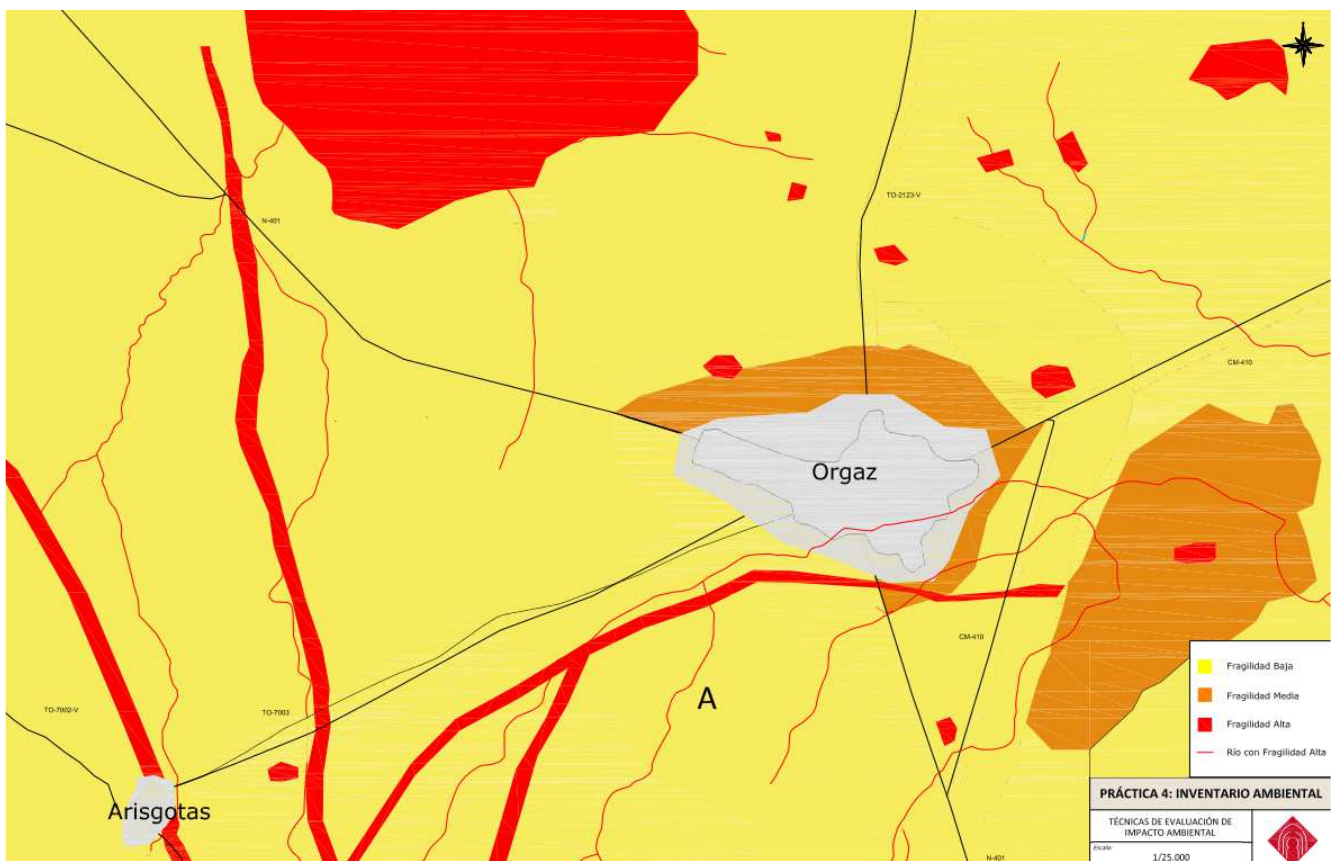 N-401
TO-2123-V
CM-410
Orgaz
CM-410
A
TO-7002-V
TO-7003
Arisgotas
N-401
Fragilidad Baja
Fragilidad Media
Fragilidad Alta
Río con Fragilidad Alta
PRÁCTICA 4: INVENTARIO AMBIENTAL
TÉCNICAS DE EVALUACIÓN DE
IMPACTO AMBIENTAL
Escala:
1/25.000